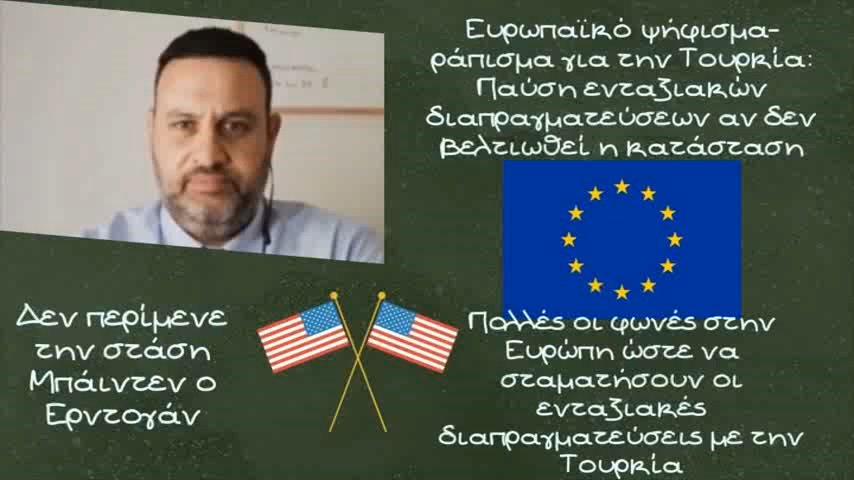 Ευρωπαϊκό ψήφισμα-
ράπισμα για την Τουρκία:
Παύση ενταξιακών
διαπραγματεύσεων αν δεν
βελτιωθεί η κατάσταση
Δεν περίμενε
την στάση
Μπάιντεν ο
Ερντογάν
Πολλές οι φωνές στην
Ευρώπη ώστε να
σταματήσουν οι
ενταξιακές
διαπραγματεύσεις με την
Τουρκία